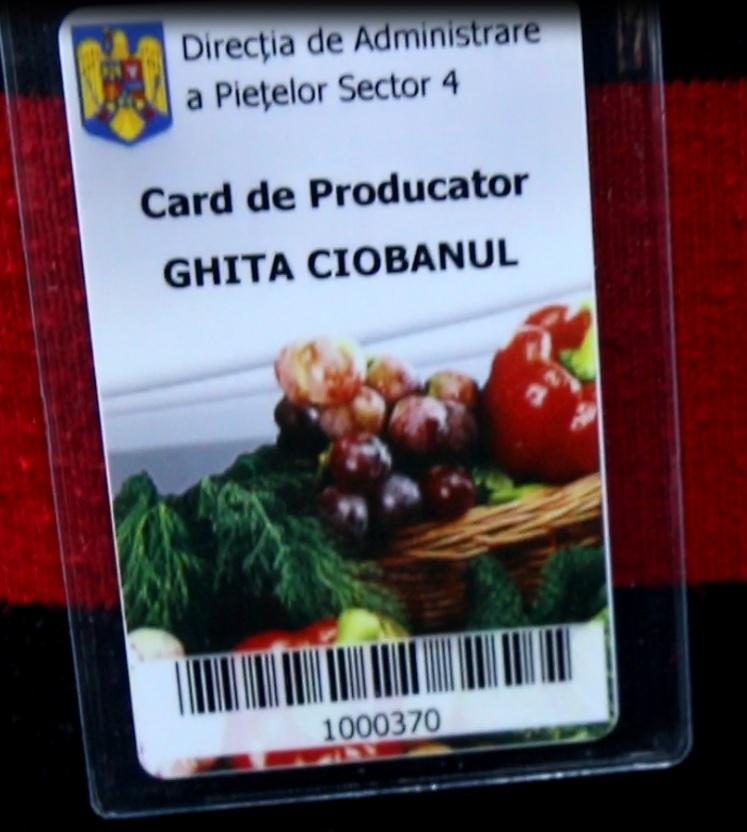 Direcția de Administrare
a Piețelor Sector 4
Card de Producator
GHITA CIOBANUL
1000370